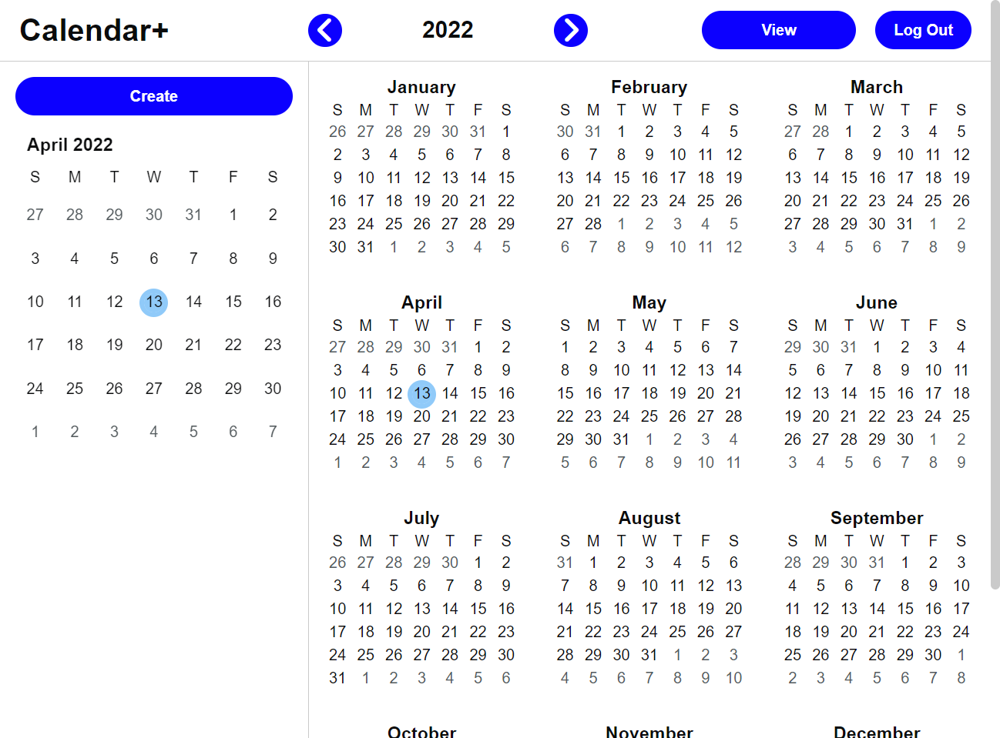 Calendar+
2022
View
Log Out
Create
April 2022
S M T W T F S
27 28 29 30 31 1 2
3 4 5 6 7 8 9
10 11 12 13 14 15 16
17 18 19 20 21 22 23
24 25 26 27 28 29 30
1 2 3 4 5 6 7
January
S M T W T F S
26 27 28 29 30 31 1
2 3 4 5 6 7 8
9 10 11 12 13 14 15
16 17 18 19 20 21 22
23 24 25 26 27 28 29
30 31 1 2 3 4 5
February
S M T W T F S
30 31 1 2 3 4 5
6 7 8 9 10 11 12
13 14 15 16 17 18 19
20 21 22 23 24 25 26
27 28 1 2 3 4 5
6 7 8 9 10 11 12
March
S M T W T F S
27 28 1 2 3 4 5
6 7 8 9 10 11 12
13 14 15 16 17 18 19
20 21 22 23 24 25 26
27 28 29 30 31 1 2
3 4 5 6 7 8 9
April
S M T W T F S
27 28 29 30 31 1 2
3 4 5 6 7 8 9
10 11 12 13 14 15 16
17 18 19 20 21 22 23
24 25 26 27 28 29 30
1 2 3 4 5 6 7
May
S M T W T F S
1 2 3 4 5 6 7
8 9 10 11 12 13 14
15 16 17 18 19 20 21
22 23 24 25 26 27 28
29 30 31 1 2 3 4
5 6 7 8 9 10 11
June
S M T W T F S
29 30 31 1 2 3 4
5 6 7 8 9 10 11
12 13 14 15 16 17 18
19 20 21 22 23 24 25
26 27 28 29 30 1 2
3 4 5 6 7 8 9
July
S M T W T F S
26 27 28 29 30 1 2
3 4 5 6 7 8 9
10 11 12 13 14 15 16
17 18 19 20 21 22 23
24 25 26 27 28 29 30
31 1 2 3 4 5 6
August
S M T W T F S
31 1 2 3 4 5 6
7 8 9 10 11 12 13
14 15 16 17 18 19 20
21 22 23 24 25 26 27
28 29 30 31 1 2 3
4 5 6 7 8 9 10
September
S M T W T F S
28 29 30 31 1 2 3
4 5 6 7 8 9 10
11 12 13 14 15 16 17
18 19 20 21 22 23 24
25 26 27 28 29 30 1
2 3 4 5 6 7 8
October
November
December